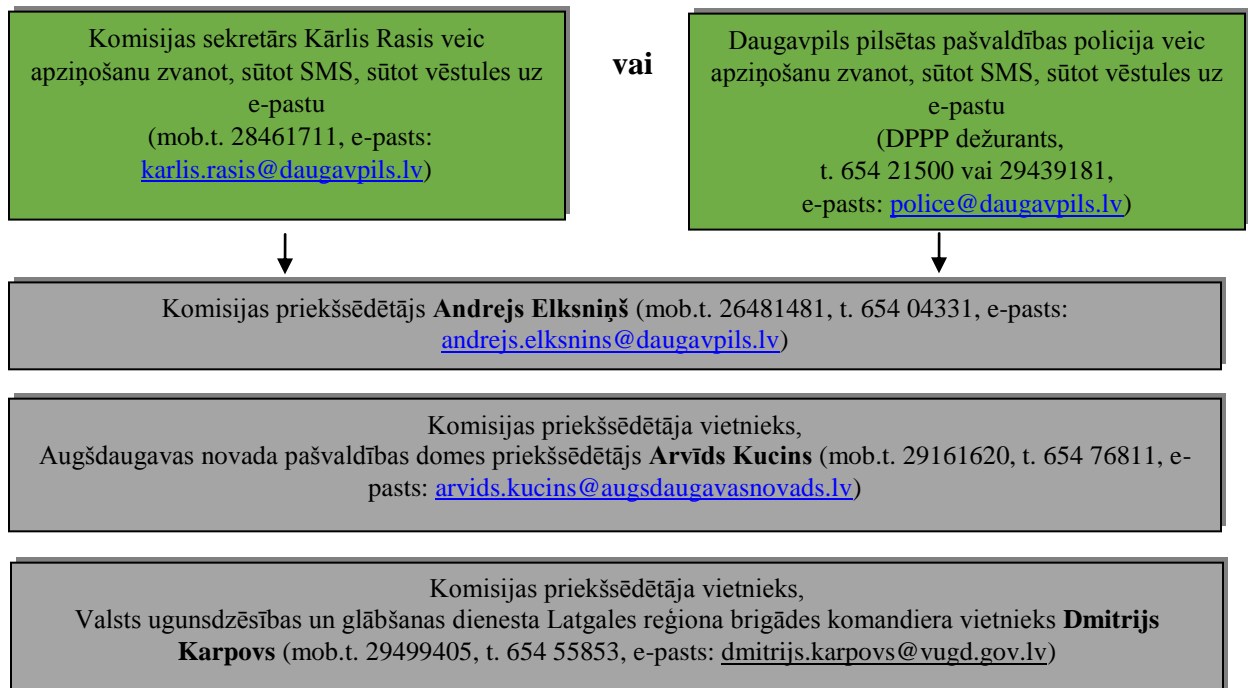 Komisijas sekretārs Kārlis Rasis veic
apziņošanu zvanot, sūtot SMS, sūtot vēstules uz
e-pastu
(mob.t. 28461711, e-pasts:
karlis.rasis@daugavpils.lv)
vai
Daugavpils pilsētas pašvaldības policija veic
apziņošanu zvanot, sūtot SMS, sūtot vēstules uz
e-pastu
(DPPP dežurants,
t. 654 21500 vai 29439181,
e-pasts: police@daugavpils.lv)
Komisijas priekšsēdētājs Andrejs Elksniņš (mob.t. 26481481, t. 654 04331, e-pasts:
andrejs.elksnins@daugavpils.lv)
Komisijas priekšsēdētāja vietnieks,
Augšdaugavas novada pašvaldības domes priekšsēdētājs Arvīds Kucins (mob.t. 29161620, t. 654 76811, e-
pasts: arvids.kucins@augsdaugavasnovads.lv)
Komisijas priekšsēdētāja vietnieks,
Valsts ugunsdzēsības un glābšanas dienesta Latgales reģiona brigādes komandiera vietnieks Dmitrijs
Karpovs (mob.t. 29499405, t. 654 55853, e-pasts: dmitrijs.karpovs@vugd.gov.lv)